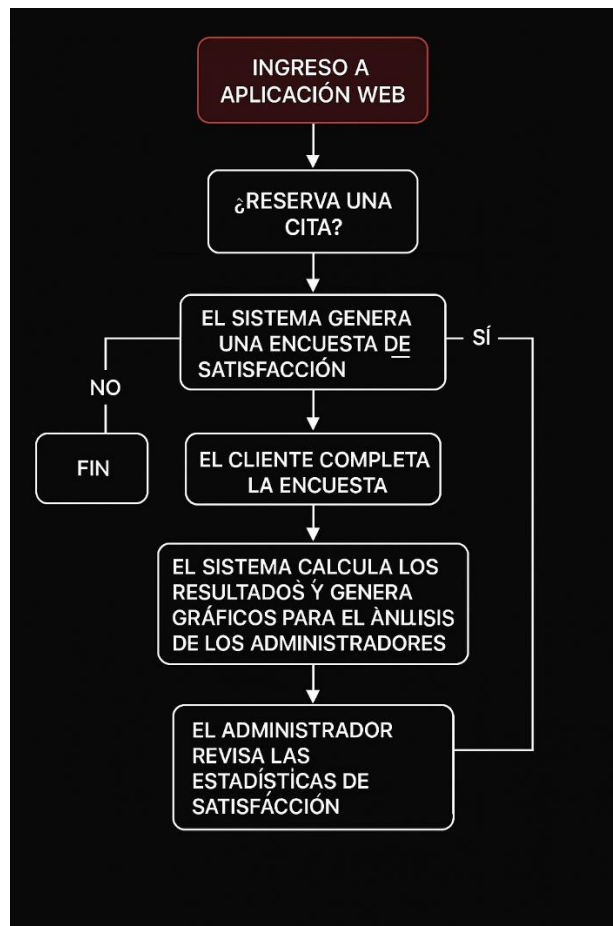 INGRESO A
APLICACIÓN WEB
¿RESERVA UNA
CITA?
EL SISTEMA GENERA
UNA ENCUESTA DE
SATISFACCIÓN
SÍ
NO
FIN
EL CLIENTE COMPLETA
LA ENCUESTA
EL SISTEMA CALCULA LOS
RESULTADOS Y GENERA
GRÁFICOS PARA EL ÀNLLISIS
DE LOS ADMINISTRADORES
EL ADMINISTRADOR
REVISA LAS
ESTADÍSTICAS DE
SATISFÁCCIÓN